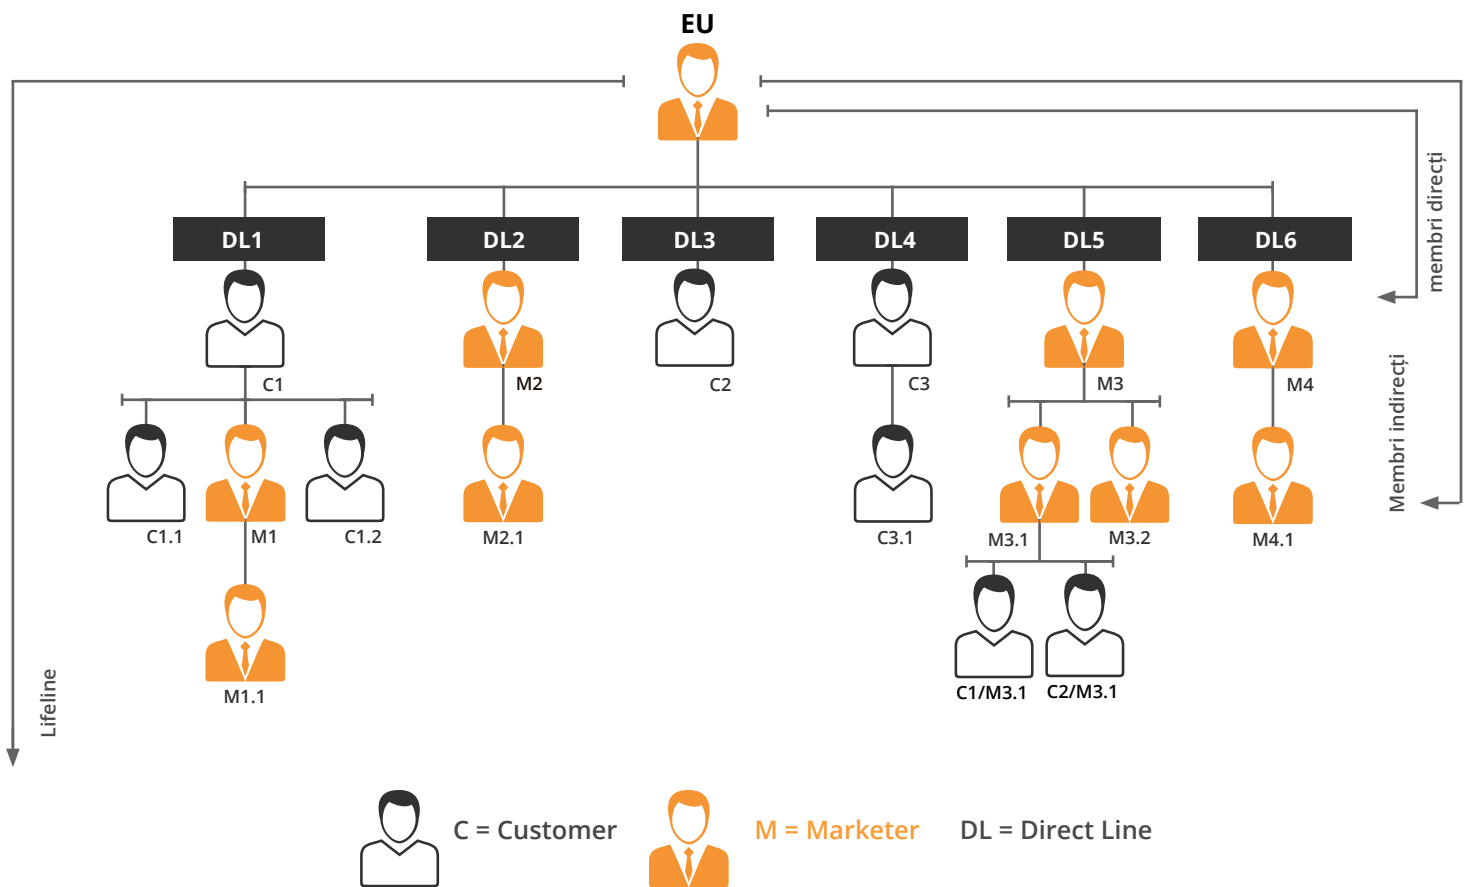 EU
membri direcți
DL1
DL2
DL3
DL4
DL5
DL6
C1
M2
C2
C3
M3
M4
Membri indirecți
C1.1
M1
C1.2
M2.1
C3.1
M3.1
M3.2
M4.1
M1.1
C1/M3.1
C2/M3.1
Lifeline
C = Customer
M = Marketer
DL = Direct Line